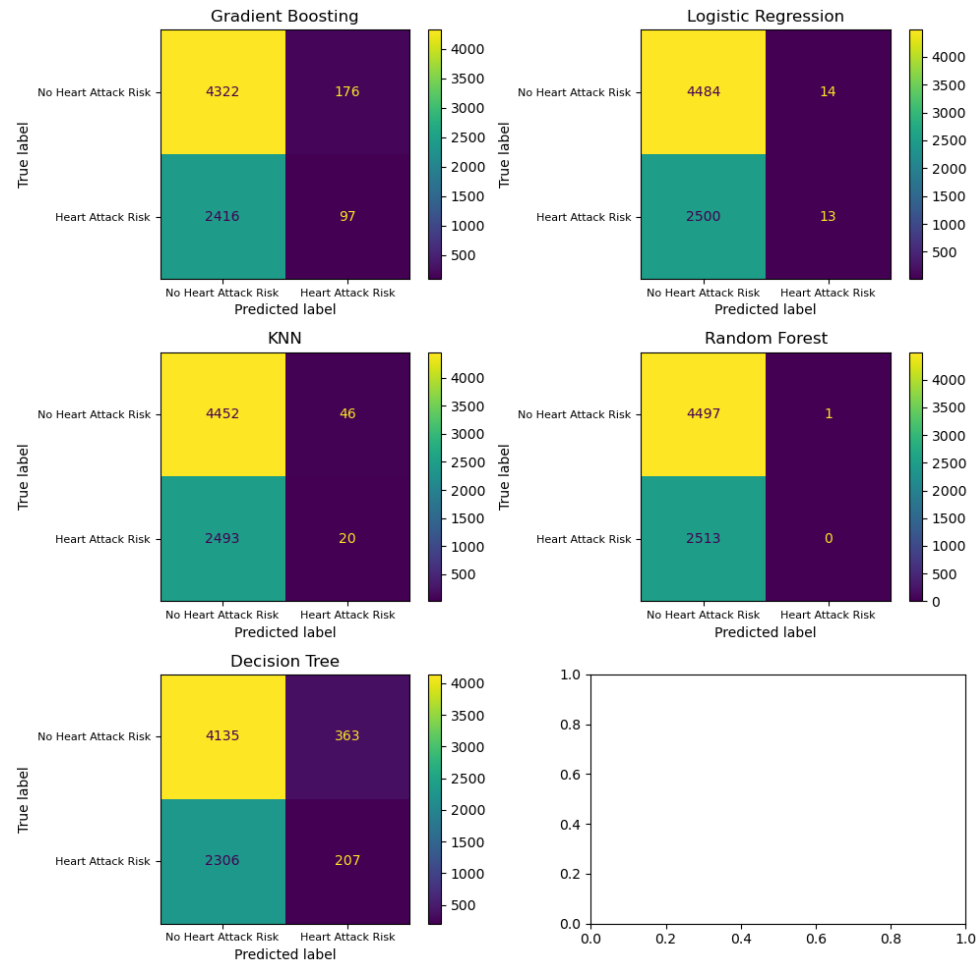 Gradient Boosting
True label
No Heart Attack Risk
Heart Attack Risk
4322 176
2416 97
No Heart Attack Risk Heart Attack Risk
Predicted label
4000
3500
3000
2500
2000
1500
1000
500
Logistic Regression
True label
No Heart Attack Risk
Heart Attack Risk
4484 14
2500 13
No Heart Attack Risk Heart Attack Risk
Predicted label
4000
3500
3000
2500
2000
1500
1000
500
KNN
True label
No Heart Attack Risk
Heart Attack Risk
4452 46
2493 20
No Heart Attack Risk Heart Attack Risk
Predicted label
4000
3500
3000
2500
2000
1500
1000
500
Random Forest
True label
No Heart Attack Risk
Heart Attack Risk
4497 1
2513 0
No Heart Attack Risk Heart Attack Risk
Predicted label
4000
3500
3000
2500
2000
1500
1000
500
0
Decision Tree
True label
No Heart Attack Risk
Heart Attack Risk
4135 363
2306 207
No Heart Attack Risk Heart Attack Risk
Predicted label
4000
3500
3000
2500
2000
1500
1000
500
1.0
0.8
0.6
0.4
0.2
0.0
0.0 0.2 0.4 0.6 0.8 1.0